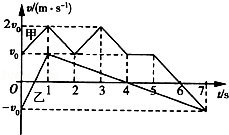 v/(m·s⁻¹)
2v₀
甲
v₀
O
1 2 3 4 5 6 7 t/s
乙
-v₀